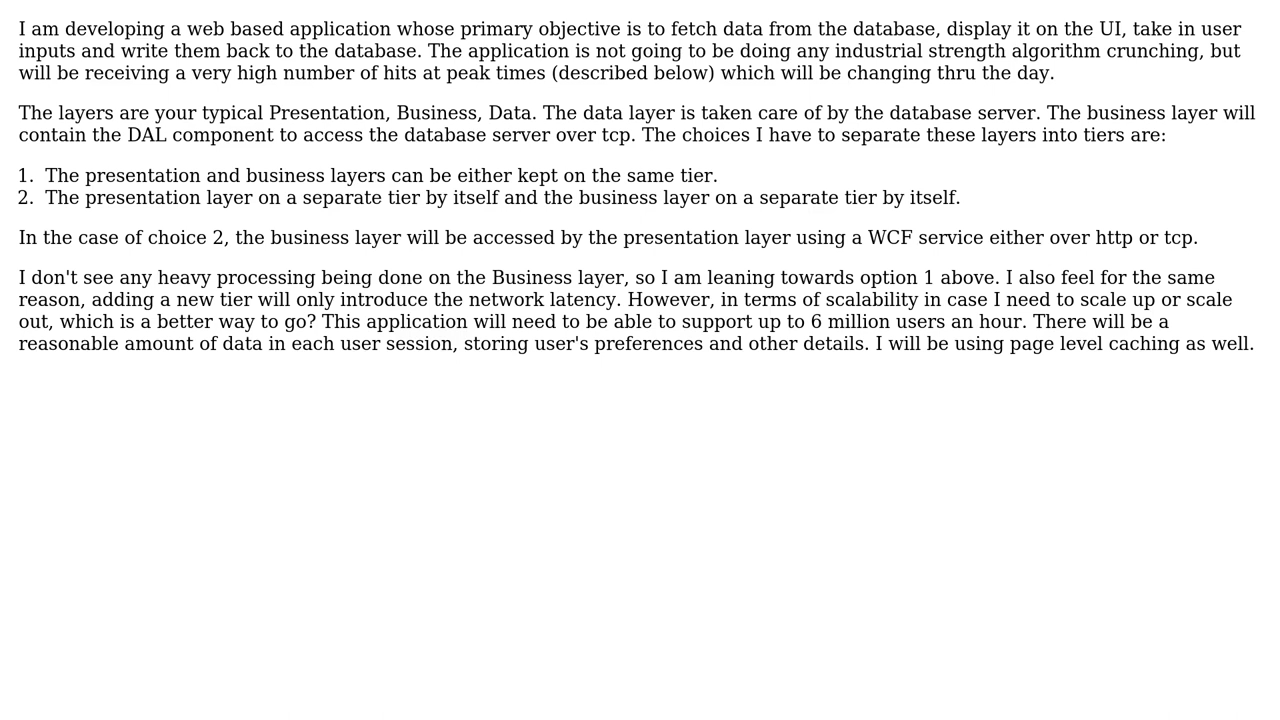 I am developing a web based application whose primary objective is to fetch data from the database, display it on the UI, take in user
inputs and write them back to the database. The application is not going to be doing any industrial strength algorithm crunching, but
will be receiving a very high number of hits at peak times (described below) which will be changing thru the day.
The layers are your typical Presentation, Business, Data. The data layer is taken care of by the database server. The business layer will
contain the DAL component to access the database server over tcp. The choices I have to separate these layers into tiers are:
1. The presentation and business layers can be either kept on the same tier.
2. The presentation layer on a separate tier by itself and the business layer on a separate tier by itself.
In the case of choice 2, the business layer will be accessed by the presentation layer using a WCF service either over http or tcp.
I don't see any heavy processing being done on the Business layer, so I am leaning towards option 1 above. I also feel for the same
reason, adding a new tier will only introduce the network latency. However, in terms of scalability in case I need to scale up or scale
out, which is a better way to go? This application will need to be able to support up to 6 million users an hour. There will be a
reasonable amount of data in each user session, storing user's preferences and other details. I will be using page level caching as well.